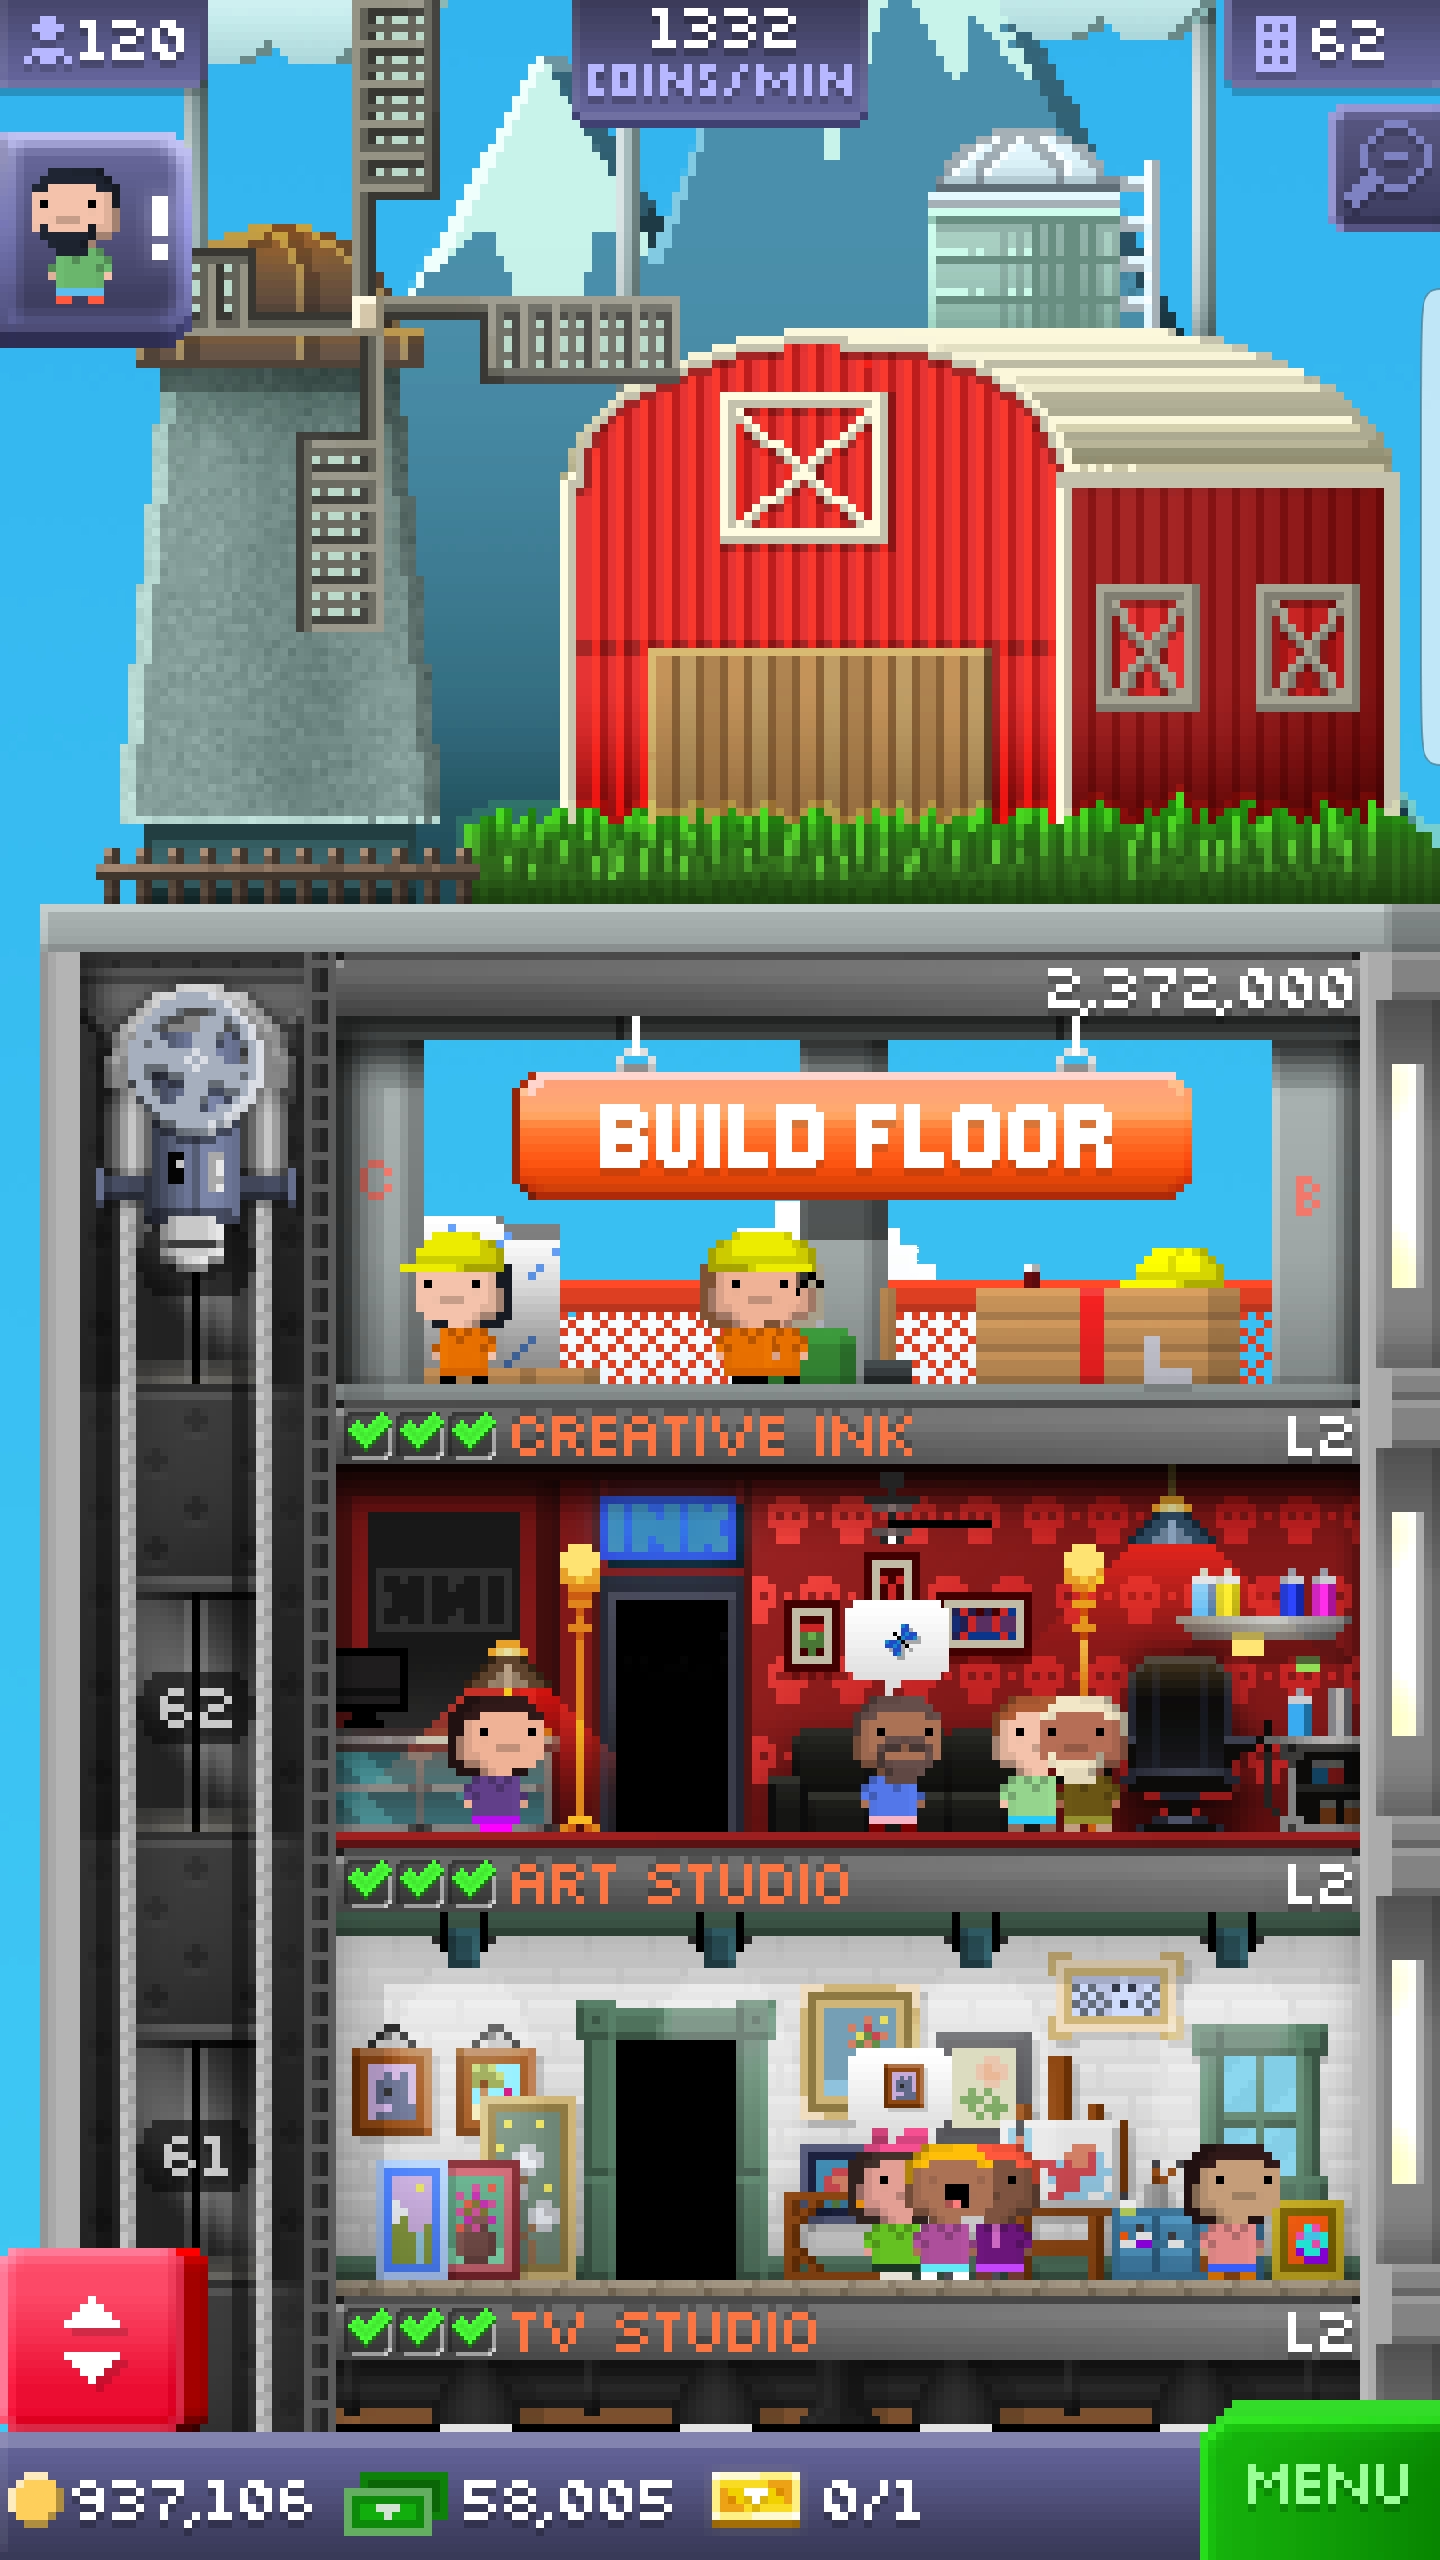 120
1332
COINS/MIN
62
!
2,372,000
BUILD FLOOR
C
B
CREATIVE INK L2
INK
62
ART STUDIO L2
61
TV STUDIO L2
937,106 58,005 0/1
MENU